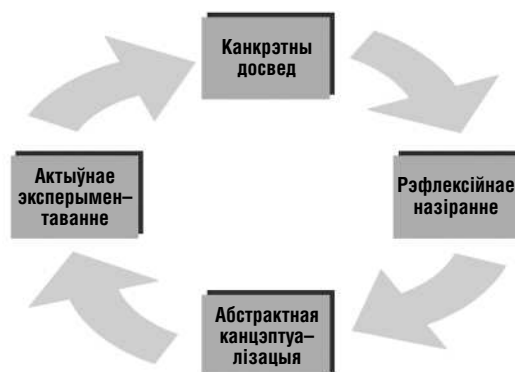 Канкрэтны
досвед
Рэфлексійнае
назіранне
Абстрактная
канцэптуа–
лізацыя
Актыўнае
эксперымен–
таванне